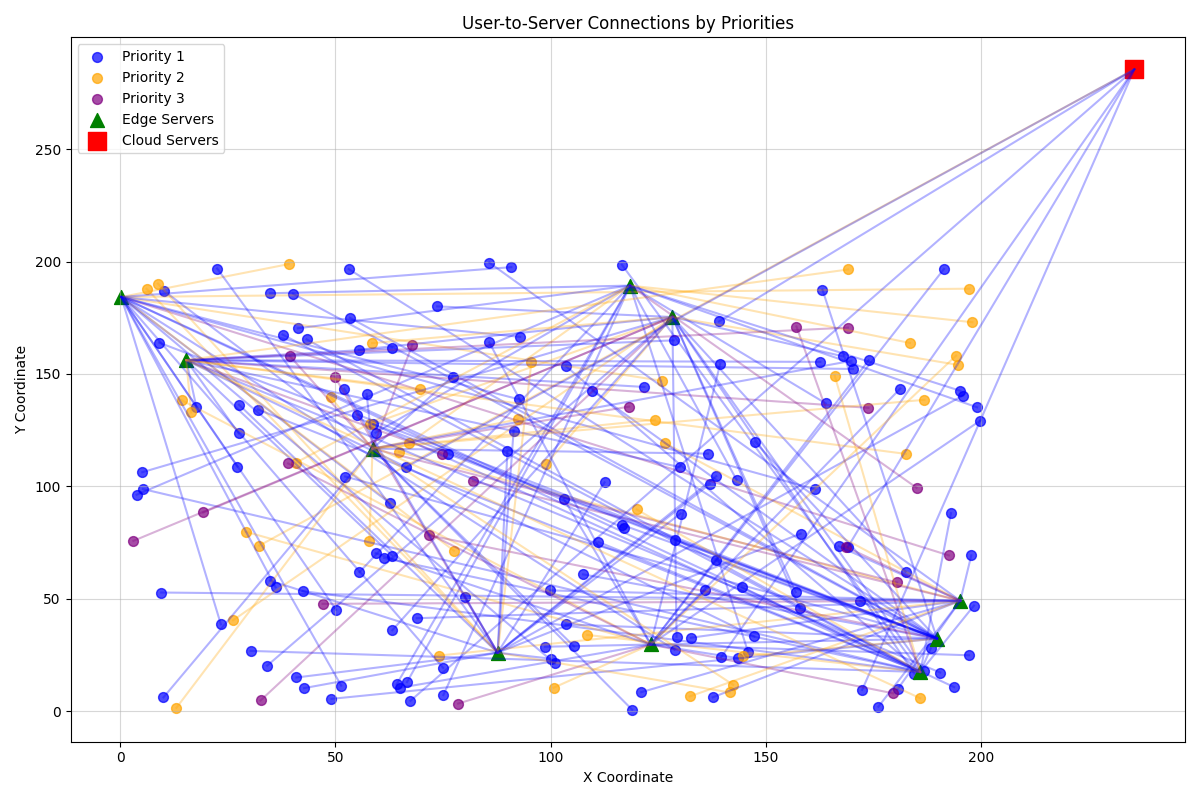 User-to-Server Connections by Priorities
Priority 1
Priority 2
Priority 3
Edge Servers
Cloud Servers
Y Coordinate
250
200
150
100
50
0
0
50
100
150
200
X Coordinate